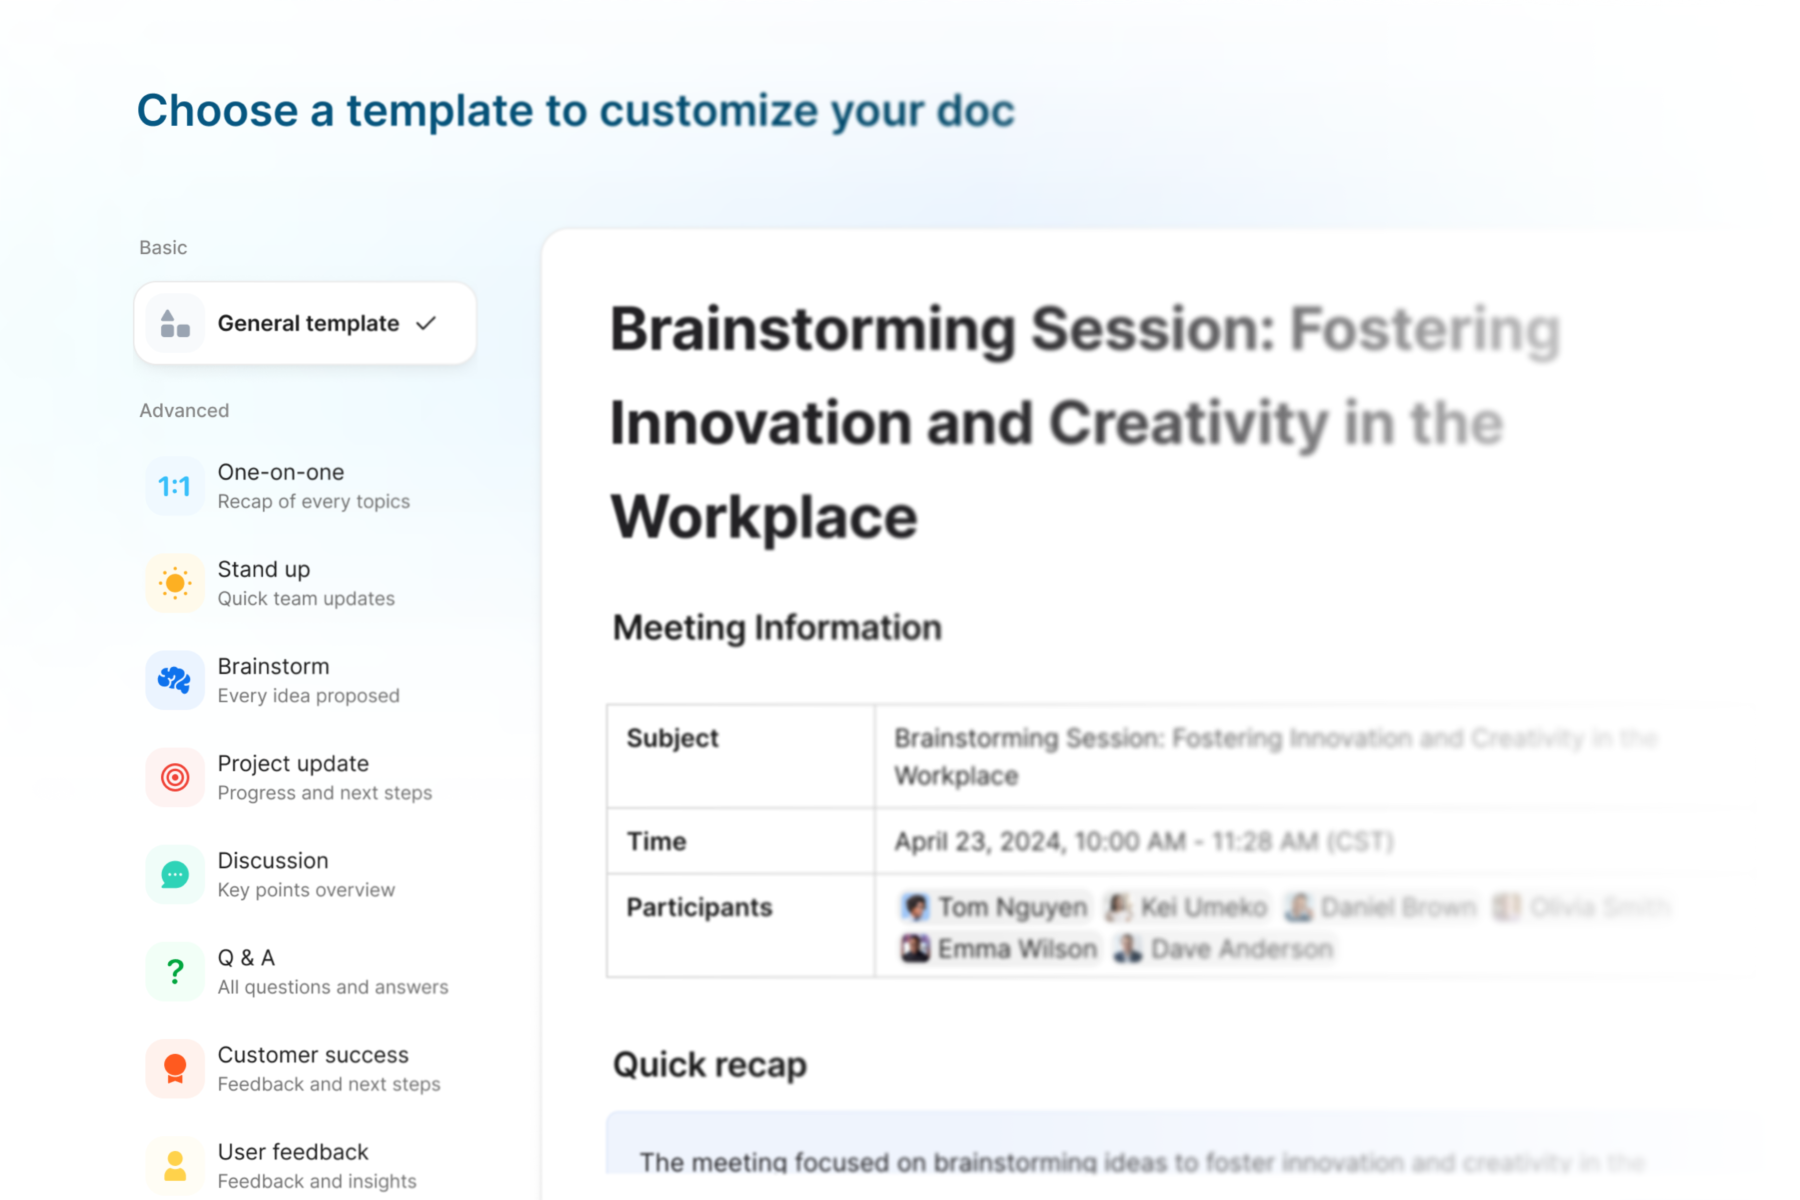 Choose a template to customize your doc
Basic
General template
Advanced
1:1
One-on-one
Recap of every topics
Stand up
Quick team updates
Brainstorm
Every idea proposed
Project update
Progress and next steps
Discussion
Key points overview
?
Q & A
All questions and answers
Customer success
Feedback and next steps
User feedback
Feedback and insights
Brainstorming Session: Fostering
Innovation and Creativity in the
Workplace
Meeting Information
Subject
Brainstorming Session: Fostering Innovation and Creativity in the
Workplace
Time
April 23, 2024, 10:00 AM - 11:28 AM (CST)
Participants
Tom Nguyen Kei Umeko Daniel Brown Olivia Smith
Emma Wilson Dave Anderson
Quick recap
The meeting focused on brainstorming ideas to foster innovation and creativity in the